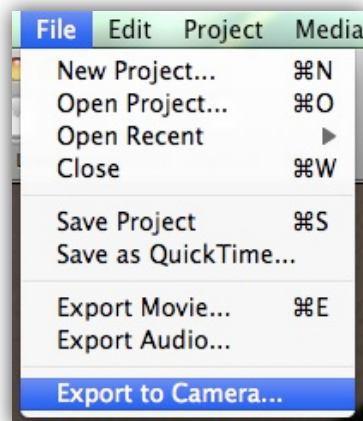 File Edit Project Media
New Project... ⌘N
Open Project... ⌘O
Open Recent ▶
Close ⌘W
Save Project ⌘S
Save as QuickTime...
Export Movie... ⌘E
Export Audio...
Export to Camera...